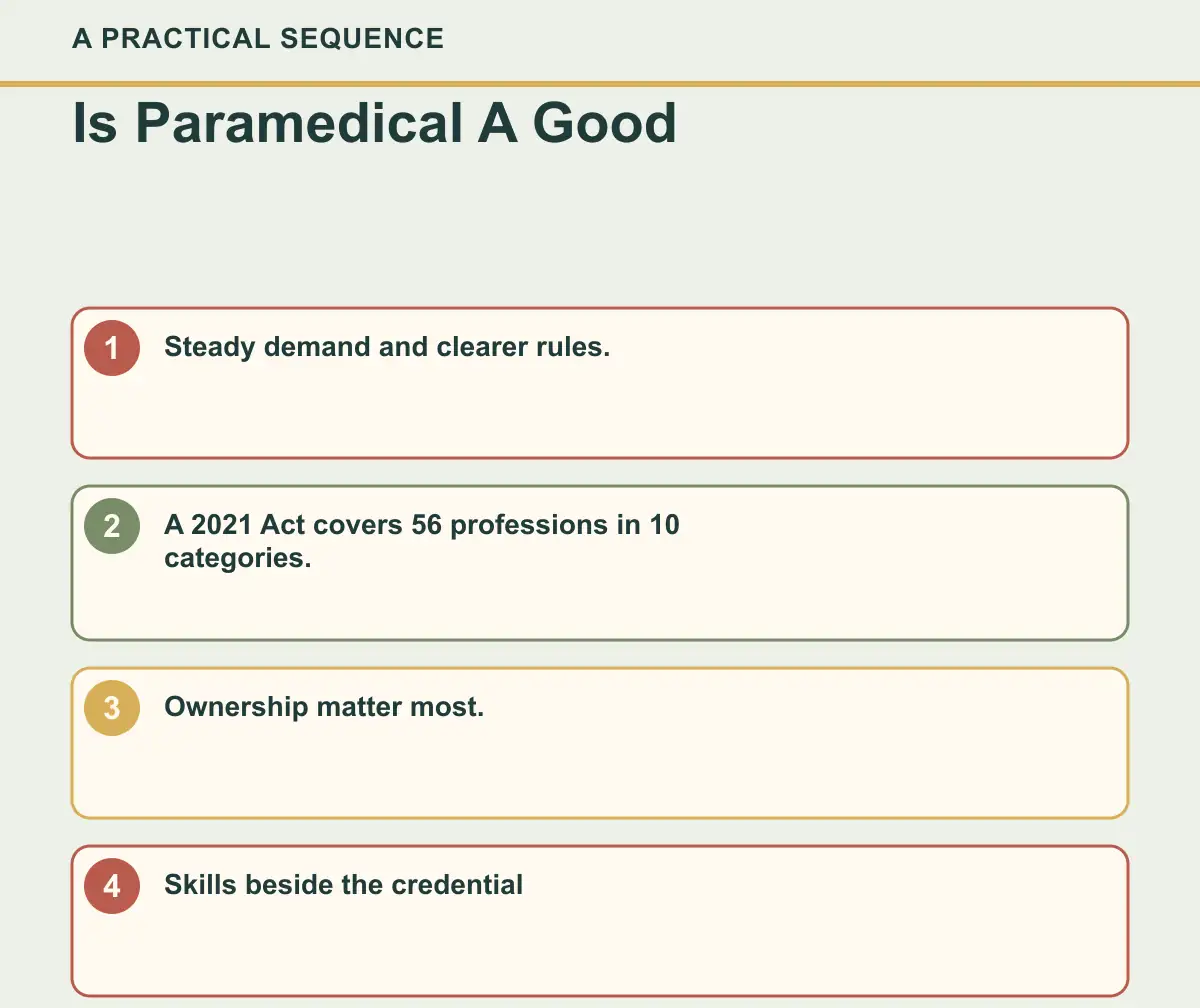 A PRACTICAL SEQUENCE
Is Paramedical A Good
1
Steady demand and clearer rules.
2
A 2021 Act covers 56 professions in 10
categories.
3
Ownership matter most.
4
Skills beside the credential